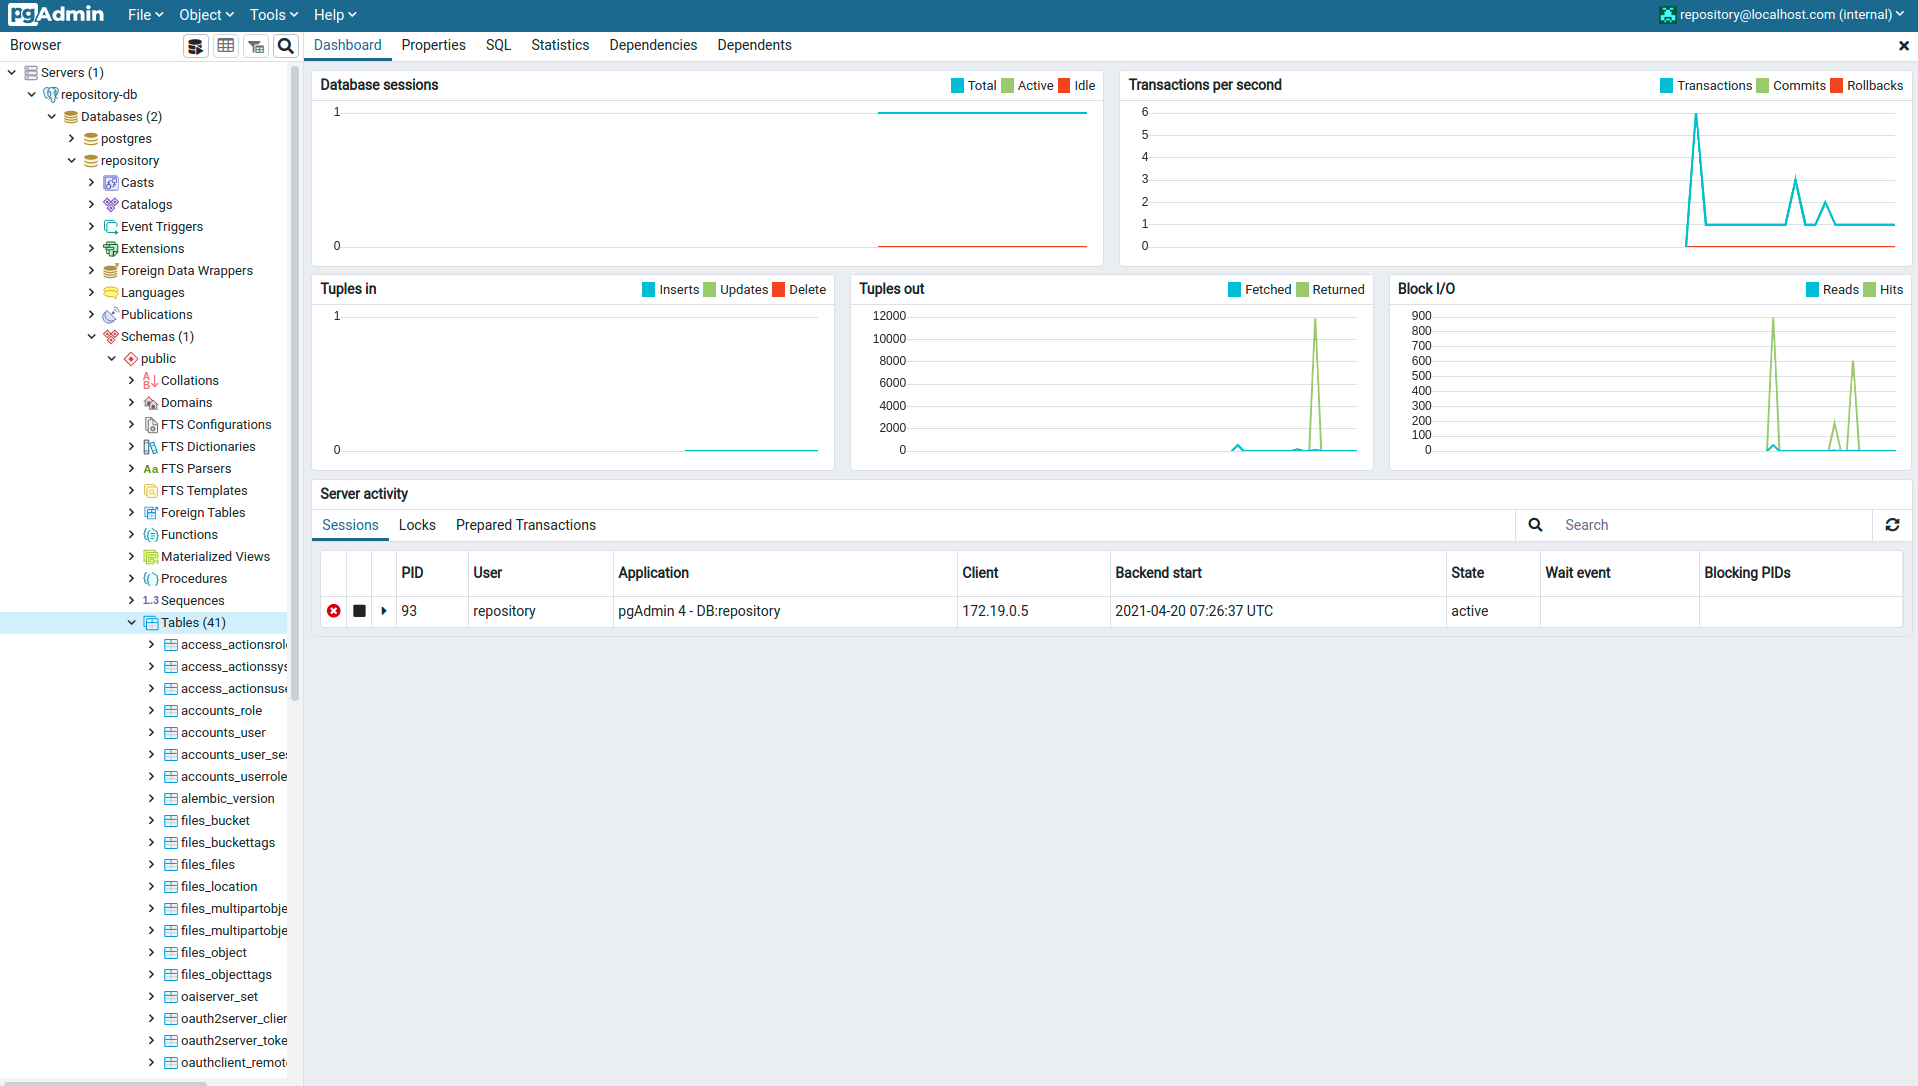 pgAdmin File Object Tools Help repository@localhost.com (internal)
Browser
Dashboard Properties SQL Statistics Dependencies Dependents
Servers (1)
repository-db
Databases (2)
postgres
repository
Casts
Catalogs
Event Triggers
Extensions
Foreign Data Wrappers
Languages
Publications
Schemas (1)
public
Collations
Domains
FTS Configurations
FTS Dictionaries
Aa FTS Parsers
FTS Templates
Foreign Tables
Functions
Materialized Views
Procedures
1..3 Sequences
Tables (41)
access_actionsrole
access_actionssys
access_actionsuse
accounts_role
accounts_user
accounts_user_ses
accounts_userrole
alembic_version
files_bucket
files_buckettags
files_files
files_location
files_multipartobje
files_multipartobje
files_object
files_objecttags
oaiserver_set
oauth2server_clien
oauth2server_toke
oauthclient_remot
Database sessions
Total Active Idle
1
0
Transactions per second
Transactions Commits Rollbacks
6
5
4
3
2
1
0
Tuples in
Inserts Updates Delete
1
0
Tuples out
Fetched Returned
12000
10000
8000
6000
4000
2000
0
Block I/O
Reads Hits
900
800
700
600
500
400
300
200
100
0
Server activity
Sessions Locks Prepared Transactions Search
PID User Application Client Backend start State Wait event Blocking PIDs
93 repository pgAdmin 4 - DB:repository 172.19.0.5 2021-04-20 07:26:37 UTC active